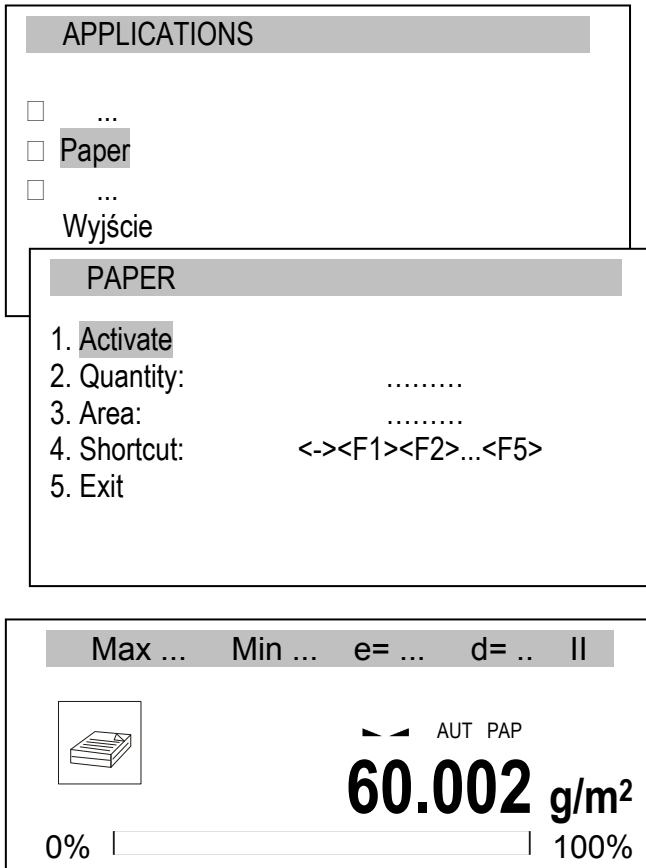 APPLICATIONS
...
Paper
...
Wyjście
PAPER
1. Activate
2. Quantity: .........
3. Area: .........
4. Shortcut: <-><F1><F2>...<F5>
5. Exit
Max ... Min ... e= ... d= .. II
AUT PAP
60.002 g/m²
0% 100%